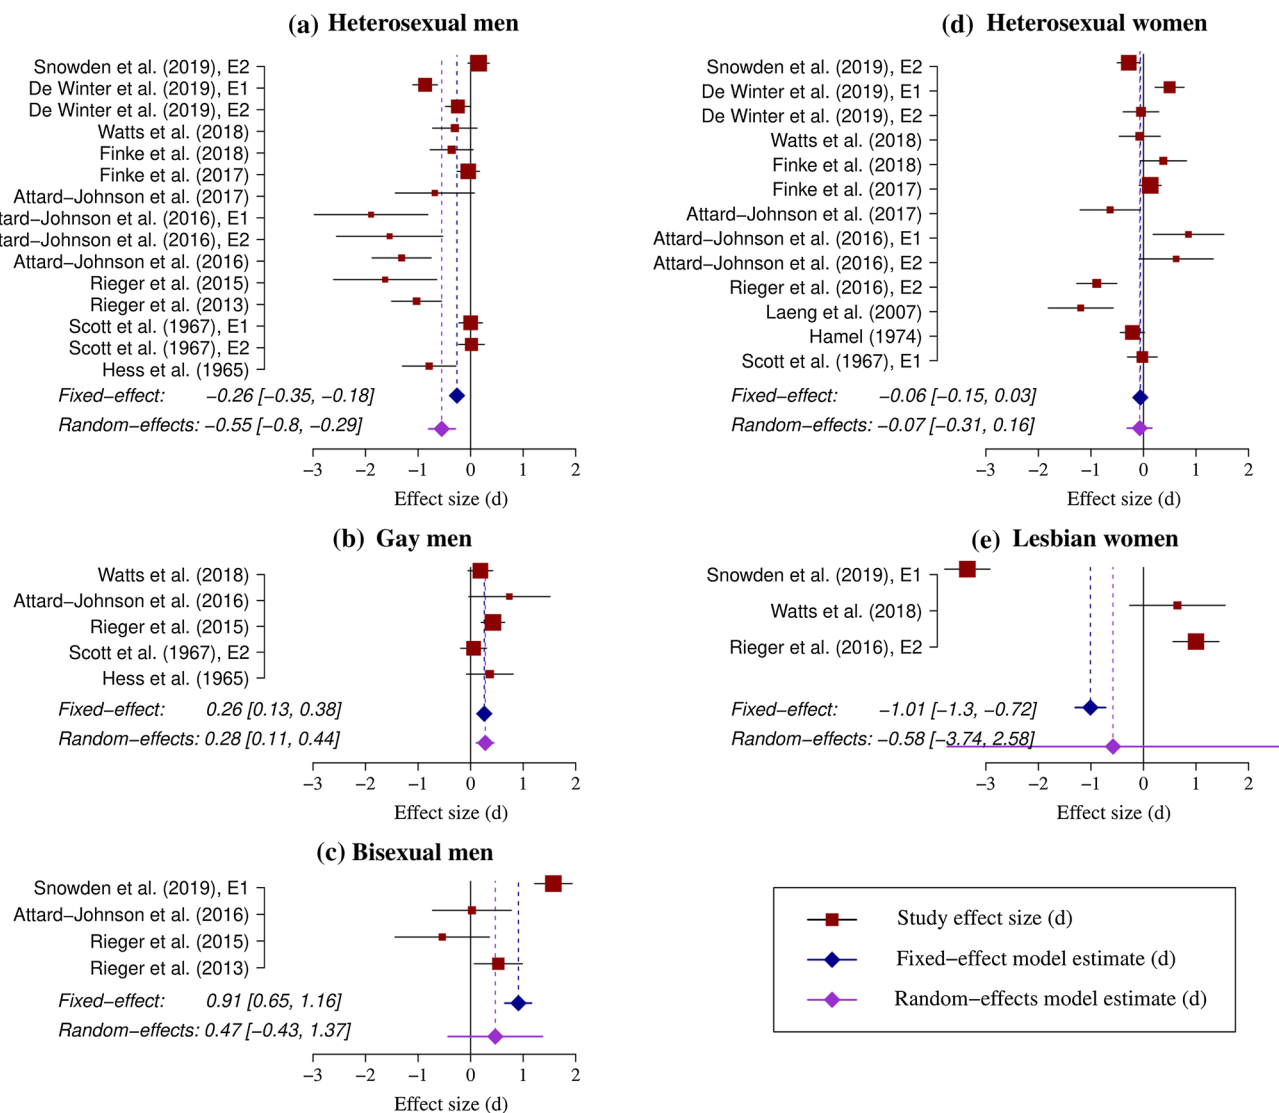 (a) Heterosexual men
Snowden et al. (2019), E2
De Winter et al. (2019), E1
De Winter et al. (2019), E2
Watts et al. (2018)
Finke et al. (2018)
Finke et al. (2017)
Attard−Johnson et al. (2017)
tard−Johnson et al. (2016), E1
tard−Johnson et al. (2016), E2
Attard−Johnson et al. (2016)
Rieger et al. (2015)
Rieger et al. (2013)
Scott et al. (1967), E1
Scott et al. (1967), E2
Hess et al. (1965)
Fixed−effect: −0.26 [−0.35, −0.18]
Random−effects: −0.55 [−0.8, −0.29]
−3 −2 −1 0 1 2
Effect size (d)
(b) Gay men
Watts et al. (2018)
Attard−Johnson et al. (2016)
Rieger et al. (2015)
Scott et al. (1967), E2
Hess et al. (1965)
Fixed−effect: 0.26 [0.13, 0.38]
Random−effects: 0.28 [0.11, 0.44]
−3 −2 −1 0 1 2
Effect size (d)
(c) Bisexual men
Snowden et al. (2019), E1
Attard−Johnson et al. (2016)
Rieger et al. (2015)
Rieger et al. (2013)
Fixed−effect: 0.91 [0.65, 1.16]
Random−effects: 0.47 [−0.43, 1.37]
−3 −2 −1 0 1 2
Effect size (d)
(d) Heterosexual women
Snowden et al. (2019), E2
De Winter et al. (2019), E1
De Winter et al. (2019), E2
Watts et al. (2018)
Finke et al. (2018)
Finke et al. (2017)
Attard−Johnson et al. (2017)
Attard−Johnson et al. (2016), E1
Attard−Johnson et al. (2016), E2
Rieger et al. (2016), E2
Laeng et al. (2007)
Hamel (1974)
Scott et al. (1967), E1
Fixed−effect: −0.06 [−0.15, 0.03]
Random−effects: −0.07 [−0.31, 0.16]
−3 −2 −1 0 1 2
Effect size (d)
(e) Lesbian women
Snowden et al. (2019), E1
Watts et al. (2018)
Rieger et al. (2016), E2
Fixed−effect: −1.01 [−1.3, −0.72]
Random−effects: −0.58 [−3.74, 2.58]
−3 −2 −1 0 1 2
Effect size (d)
Study effect size (d)
Fixed−effect model estimate (d)
Random−effects model estimate (d)